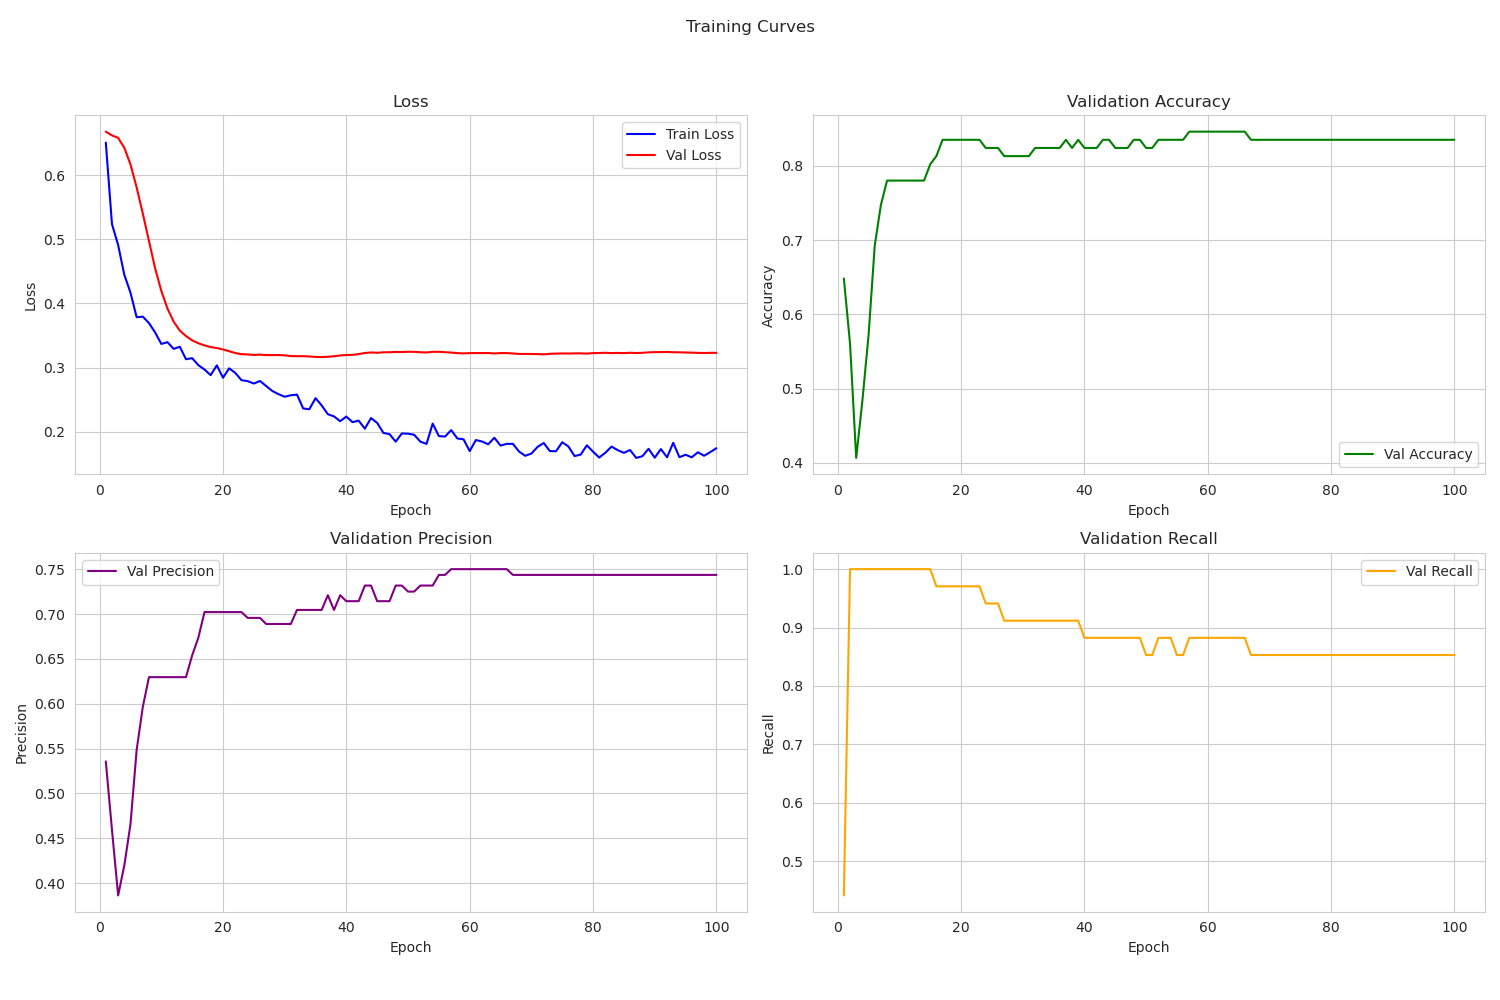 Training Curves
Loss
Train Loss
Val Loss
0.6
0.5
0.4
0.3
0.2
Loss
0 20 40 60 80 100
Epoch
Validation Accuracy
0.8
0.7
0.6
0.5
0.4
Accuracy
Val Accuracy
0 20 40 60 80 100
Epoch
Validation Precision
Val Precision
0.75
0.70
0.65
0.60
0.55
0.50
0.45
0.40
Precision
0 20 40 60 80 100
Epoch
Validation Recall
Val Recall
1.0
0.9
0.8
0.7
0.6
0.5
Recall
0 20 40 60 80 100
Epoch